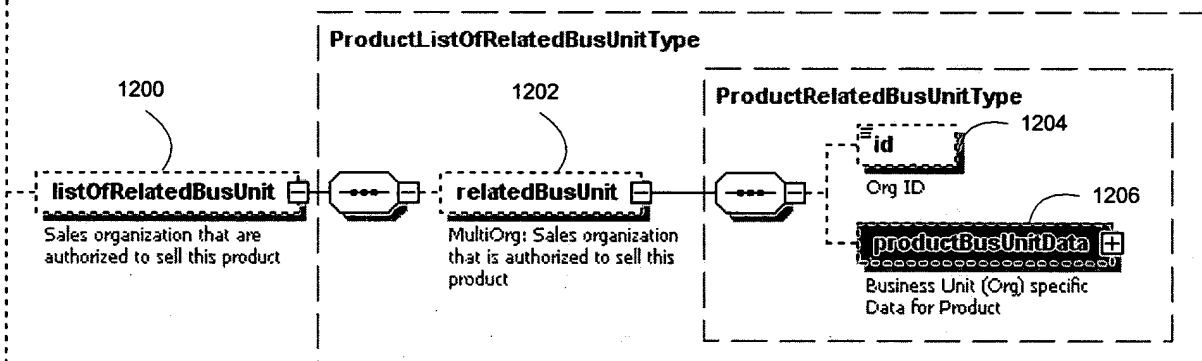 ProductListOfRelatedBusUnitType
1200
1202
ProductRelatedBusUnitType
1204
id
Org ID
listOfRelatedBusUnit
relatedBusUnit
1206
productBusUnitData
Sales organization that are
authorized to sell this product
MultiOrg: Sales organization
that is authorized to sell this
product
Business Unit (Org) specific
Data for Product